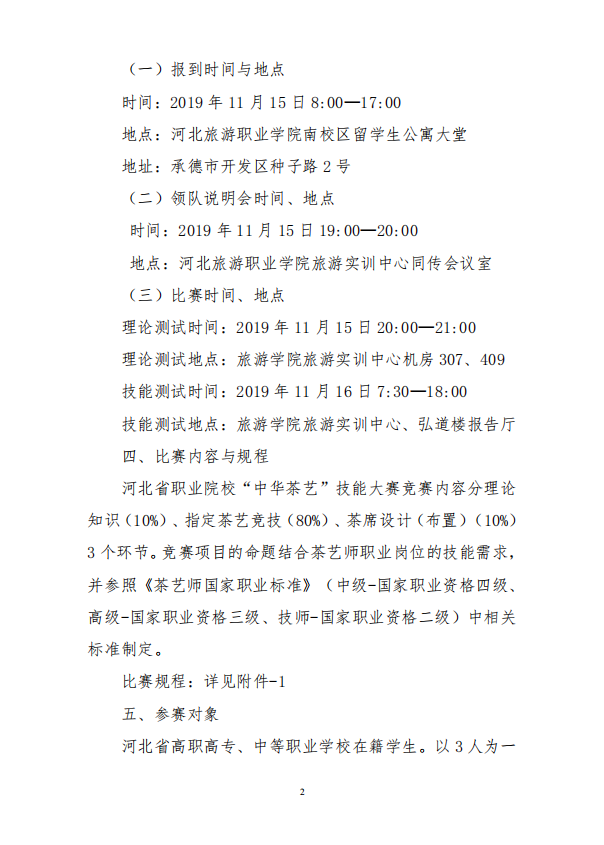 （一）报到时间与地点
时间：2019 年 11 月 15 日 8:00—17:00
地点：河北旅游职业学院南校区留学生公寓大堂
地址：承德市开发区种子路 2 号
（二）领队说明会时间、地点
时间：2019 年 11 月 15 日 19:00—20:00
地点：河北旅游职业学院旅游实训中心同传会议室
（三）比赛时间、地点
理论测试时间：2019 年 11 月 15 日 20:00—21:00
理论测试地点：旅游学院旅游实训中心机房 307、409
技能测试时间：2019 年 11 月 16 日 7:30—18:00
技能测试地点：旅游学院旅游实训中心、弘道楼报告厅
四、比赛内容与规程
河北省职业院校“中华茶艺”技能大赛竞赛内容分理论
知识（10%）、指定茶艺竞技（80%）、茶席设计（布置）（10%）
3 个环节。竞赛项目的命题结合茶艺师职业岗位的技能需求，
并参照《茶艺师国家职业标准》（中级-国家职业资格四级、
高级-国家职业资格三级、技师-国家职业资格二级）中相关
标准制定。
比赛规程：详见附件-1
五、参赛对象
河北省高职高专、中等职业学校在籍学生。以 3 人为一
2